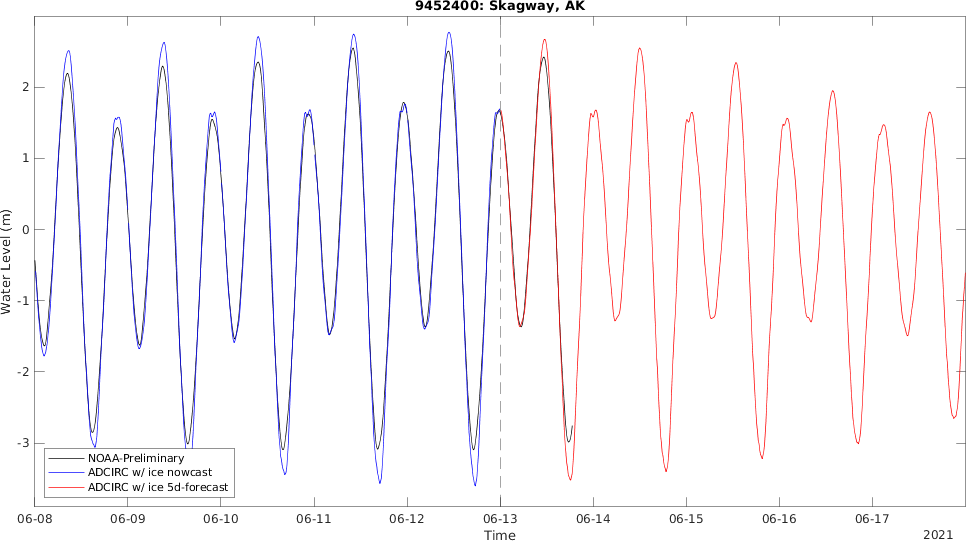 9452400: Skagway, AK
Water Level (m)
2
1
0
-1
-2
-3
NOAA-Preliminary
ADCIRC w/ ice nowcast
ADCIRC w/ ice 5d-forecast
06-08 06-09 06-10 06-11 06-12 06-13 06-14 06-15 06-16 06-17
Time
2021